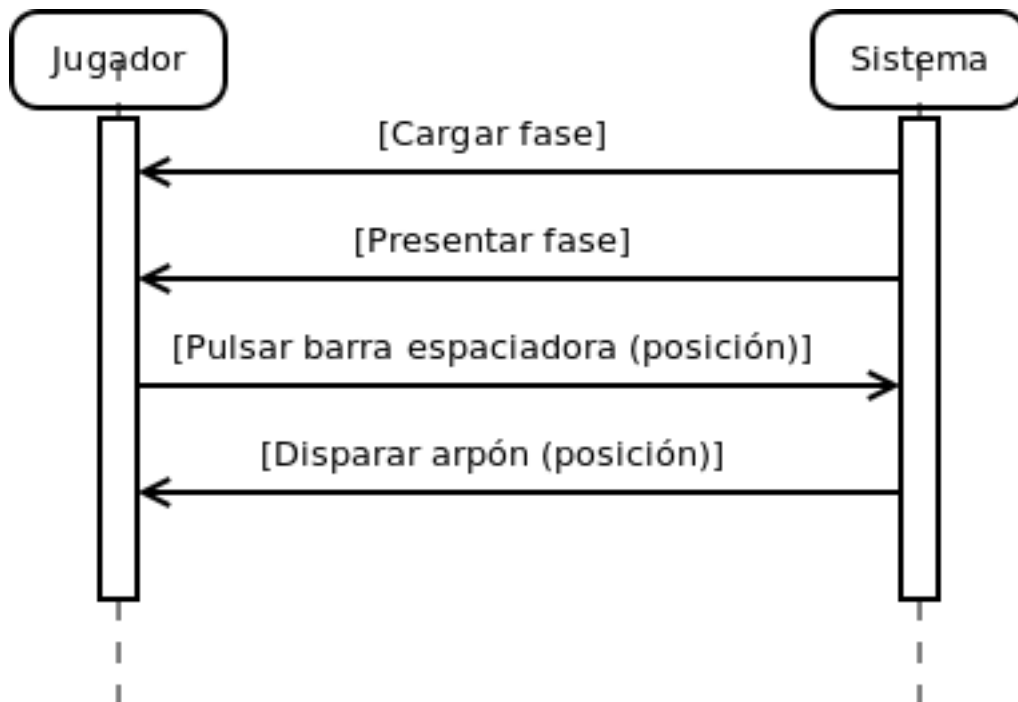 Jugador
Sistema
[Cargar fase]
[Presentar fase]
[Pulsar barra espaciadora (posición)]
[Disparar arpón (posición)]